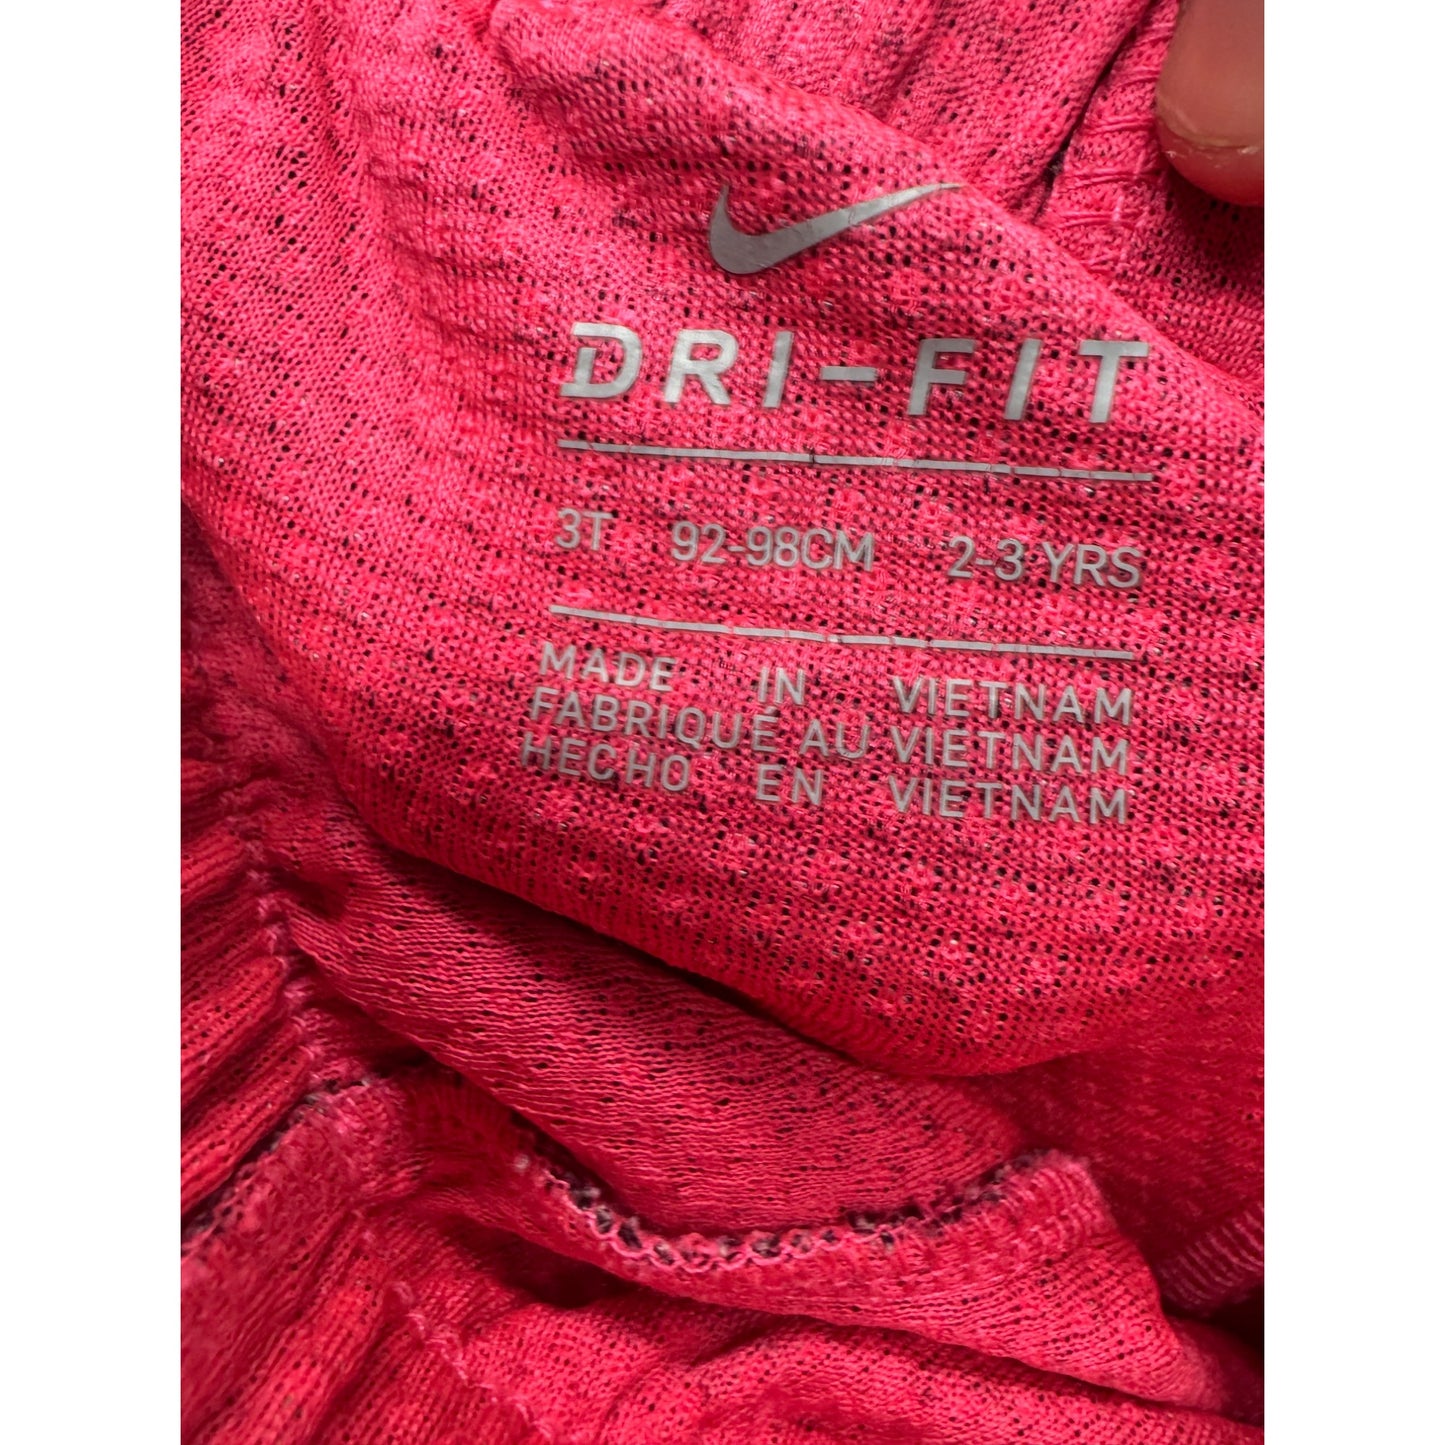 DRI-FIT
3T 92-98CM 2-3 YRS
MADE IN VIETNAM
FABRIQUÉ AU VIETNAM
HECHO EN VIETNAM